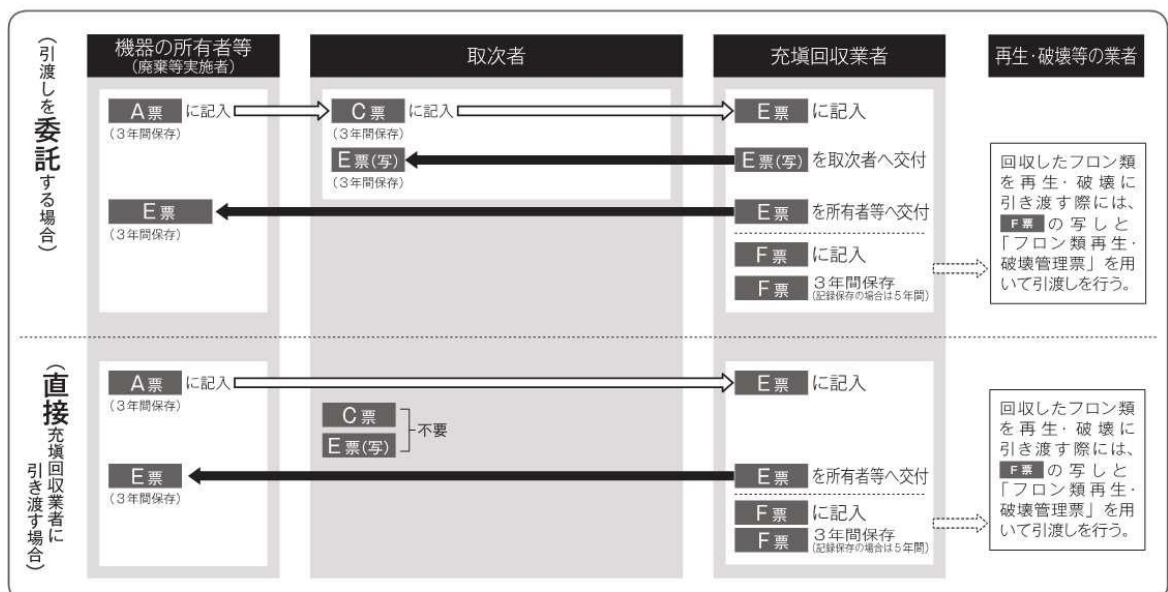 機器の所有者等
(廃棄等実施者)
取次者
充塡回収業者
再生・破壊等の業者
(引渡しを委託する場合)
A票 に記入
(3年間保存)
C票 に記入
(3年間保存)
E票 に記入
E票(写)
(3年間保存)
E票(写) を取次者へ交付
E票
(3年間保存)
E票 を所有者等へ交付
F票 に記入
F票 3年間保存
(記録保存の場合は5年間)
回収したフロン類
を再生・破壊に
引き渡す際には、
F票 の写しと
「フロン類再生・
破壊管理票」を用
いて引渡しを行う。
(直接充塡回収業者に
引き渡す場合)
A票 に記入
(3年間保存)
E票 に記入
C票
E票(写)
不要
E票
(3年間保存)
E票 を所有者等へ交付
F票 に記入
F票 3年間保存
(記録保存の場合は5年間)
回収したフロン類
を再生・破壊に
引き渡す際には、
F票 の写しと
「フロン類再生・
破壊管理票」を用
いて引渡しを行う。